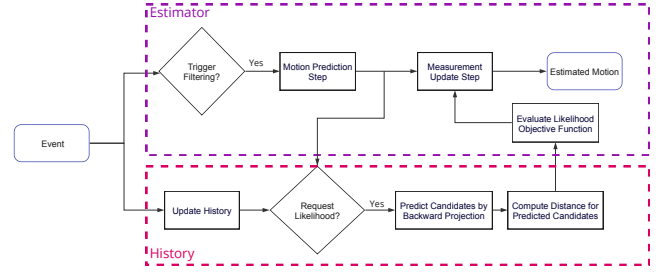 Estimator
Trigger
Filtering?
Yes
Motion Prediction
Step
Measurement
Update Step
Estimated Motion
Evaluate Likelihood
Objective Function
Event
Update History
Request
Likelihood?
Yes
Predict Candidates by
Backward Projection
Compute Distance for
Predicted Candidates
History